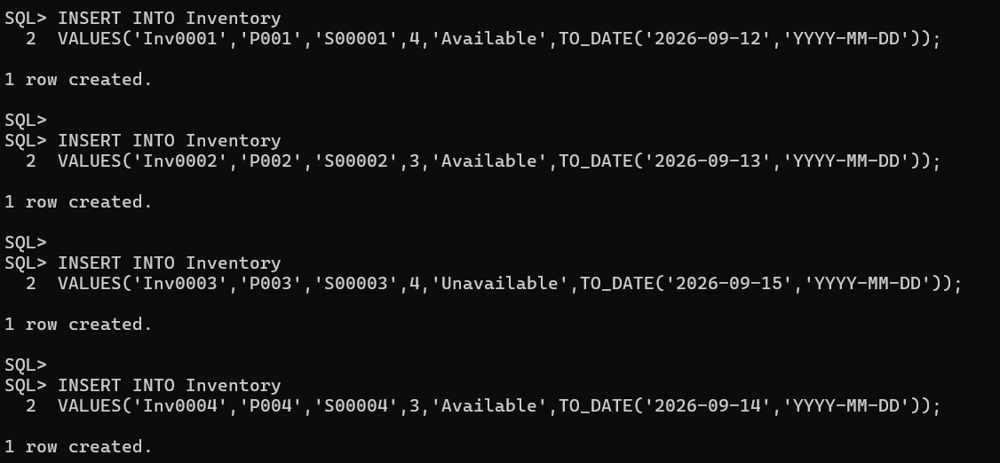 SQL> INSERT INTO Inventory
  2  VALUES('Inv0001','P001','S00001',4,'Available',TO_DATE('2026-09-12','YYYY-MM-DD'));
1 row created.
SQL>
SQL> INSERT INTO Inventory
  2  VALUES('Inv0002','P002','S00002',3,'Available',TO_DATE('2026-09-13','YYYY-MM-DD'));
1 row created.
SQL>
SQL> INSERT INTO Inventory
  2  VALUES('Inv0003','P003','S00003',4,'Unavailable',TO_DATE('2026-09-15','YYYY-MM-DD'));
1 row created.
SQL>
SQL> INSERT INTO Inventory
  2  VALUES('Inv0004','P004','S00004',3,'Available',TO_DATE('2026-09-14','YYYY-MM-DD'));
1 row created.